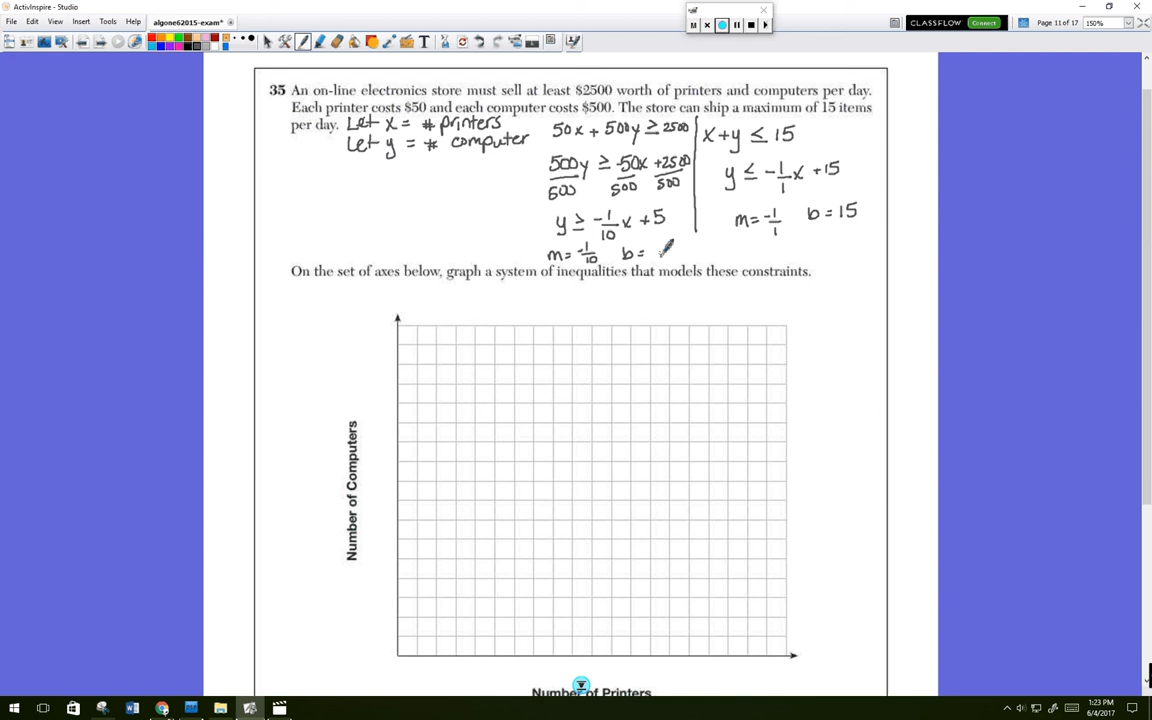 ActivInspire - Studio
File Edit View Insert Tools Help
algone62015-exam*
CLASSFLOW Connect
Page 11 of 17
150%
35 An on-line electronics store must sell at least $2500 worth of printers and computers per day.
Each printer costs $50 and each computer costs $500. The store can ship a maximum of 15 items
per day.
Let x = # printers
Let y = # computer
50x + 500y ≥ 2500
500y ≥ -50x +2500
500 500 500
y ≥ -1/10 x +5
m = -1/10 b =
x + y ≤ 15
y ≤ -1/1 x +15
m = -1/1 b = 15
On the set of axes below, graph a system of inequalities that models these constraints.
Number of Computers
Number of Printers
1:23 PM
6/4/2017